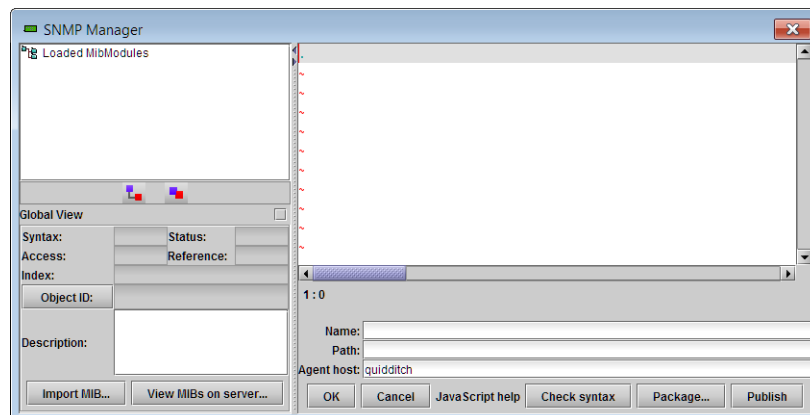 SNMP Manager
Loaded MibModules
.
~
~
~
~
~
~
~
~
~
~
Global View
Syntax:
Status:
Access:
Reference:
Index:
Object ID:
Description:
Import MIB...
View MIBs on server...
1 : 0
Name:
Path:
Agent host: quidditch
OK
Cancel
JavaScript help
Check syntax
Package...
Publish